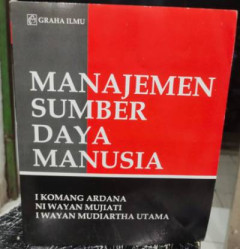 GRAHA ILMU
MANAJEMEN
SUMBER
DAYA
MANUSIA
I KOMANG ARDANA
NI WAYAN MUJIATI
I WAYAN MUDIARTHA UTAMA